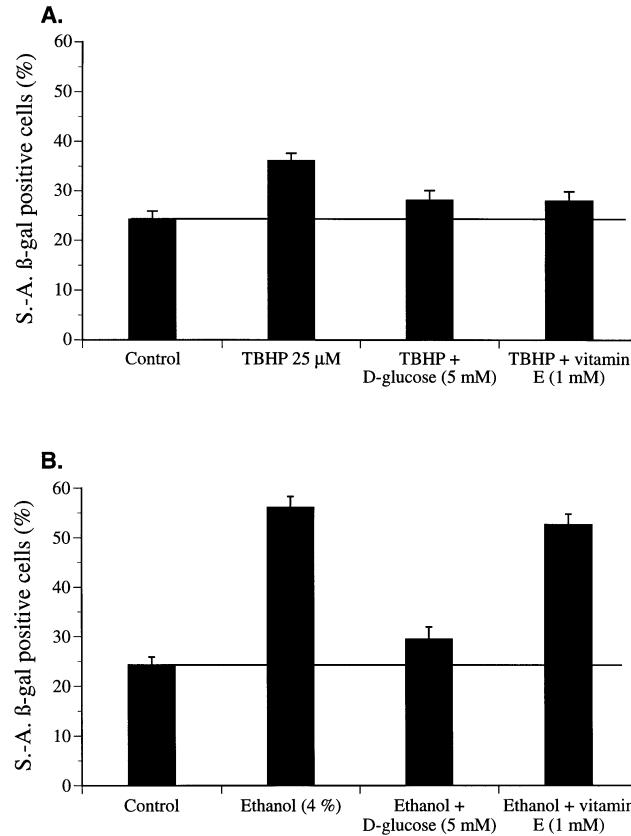 A.
S.-A. ß-gal positive cells (%)
60
50
40
30
20
10
0
Control
TBHP 25 µM
TBHP +
D-glucose (5 mM)
TBHP + vitamin
E (1 mM)
B.
S.-A. ß-gal positive cells (%)
60
50
40
30
20
10
0
Control
Ethanol (4 %)
Ethanol +
D-glucose (5 mM)
Ethanol + vitamin
E (1 mM)